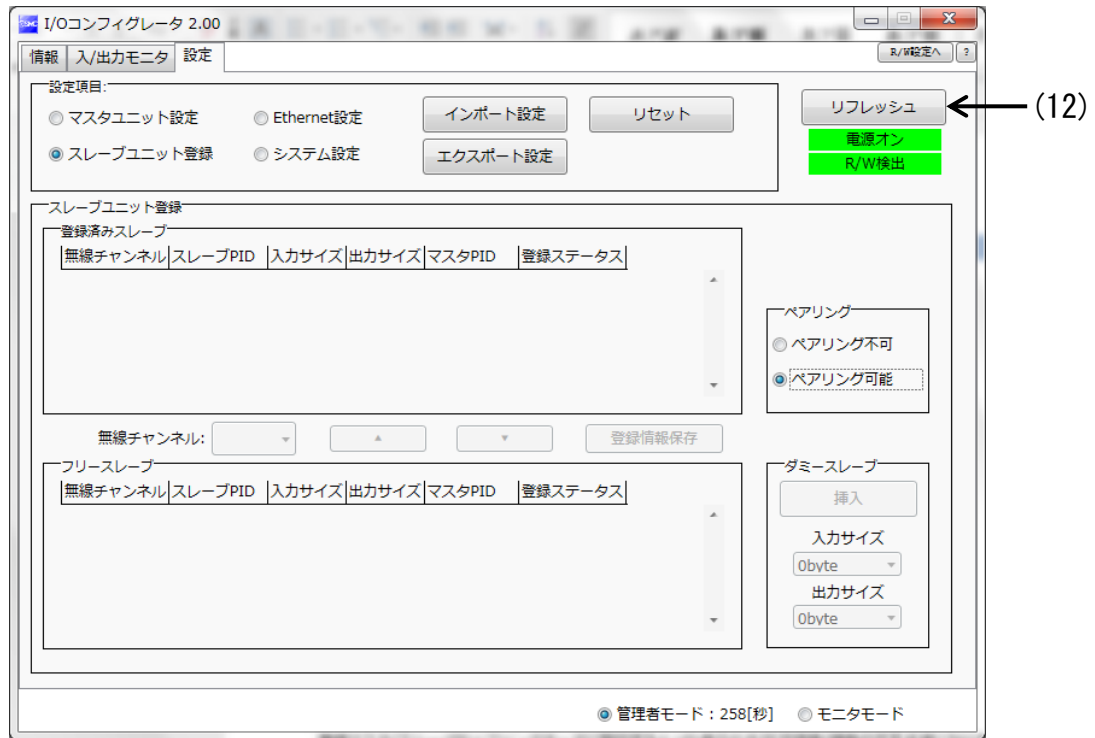 I/Oコンフィグレータ 2.00
情報 入/出力モニタ 設定 R/W設定へ ?
設定項目:
マスタユニット設定 Ethernet設定 インポート設定 リセット リフレッシュ (12)
電源オン
スレーブユニット登録 システム設定 エクスポート設定 R/W検出
スレーブユニット登録
登録済みスレーブ
無線チャンネル スレーブPID 入力サイズ 出力サイズ マスタPID 登録ステータス
ペアリング
ペアリング不可
ペアリング可能
無線チャンネル: 登録情報保存
フリースレーブ ダミースレーブ
無線チャンネル スレーブPID 入力サイズ 出力サイズ マスタPID 登録ステータス
挿入
入力サイズ
0byte
出力サイズ
0byte
管理者モード：258[秒] モニタモード